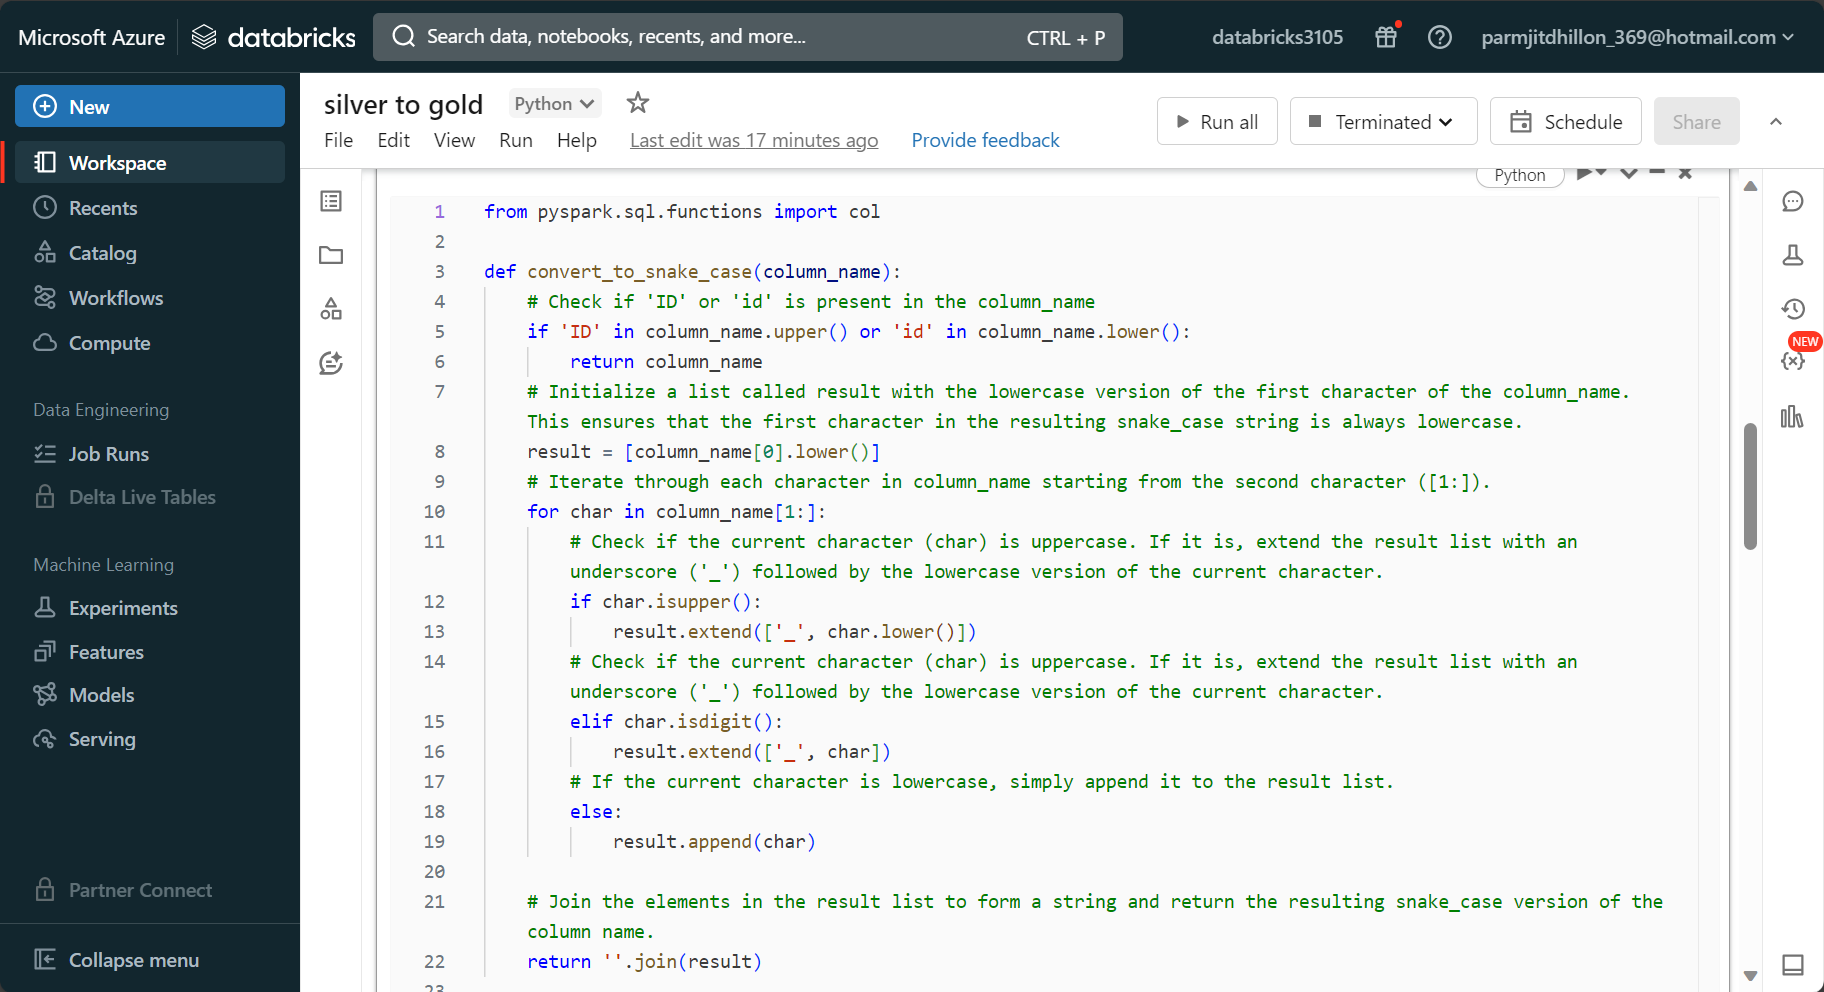 Microsoft Azure databricks Search data, notebooks, recents, and more... CTRL + P databricks3105 parmjitdhillon_369@hotmail.com
New
Workspace
Recents
Catalog
Workflows
Compute
Data Engineering
Job Runs
Delta Live Tables
Machine Learning
Experiments
Features
Models
Serving
Partner Connect
Collapse menu
silver to gold Python
File Edit View Run Help Last edit was 17 minutes ago Provide feedback
Run all Terminated Schedule Share
Python
NEW
1 from pyspark.sql.functions import col
2
3 def convert_to_snake_case(column_name):
4 # Check if 'ID' or 'id' is present in the column_name
5 if 'ID' in column_name.upper() or 'id' in column_name.lower():
6 return column_name
7 # Initialize a list called result with the lowercase version of the first character of the column_name.
This ensures that the first character in the resulting snake_case string is always lowercase.
8 result = [column_name[0].lower()]
9 # Iterate through each character in column_name starting from the second character ([1:]).
10 for char in column_name[1:]:
11 # Check if the current character (char) is uppercase. If it is, extend the result list with an
underscore ('_') followed by the lowercase version of the current character.
12 if char.isupper():
13 result.extend(['_', char.lower()])
14 # Check if the current character (char) is uppercase. If it is, extend the result list with an
underscore ('_') followed by the lowercase version of the current character.
15 elif char.isdigit():
16 result.extend(['_', char])
17 # If the current character is lowercase, simply append it to the result list.
18 else:
19 result.append(char)
20
21 # Join the elements in the result list to form a string and return the resulting snake_case version of the
column name.
22 return ''.join(result)
23